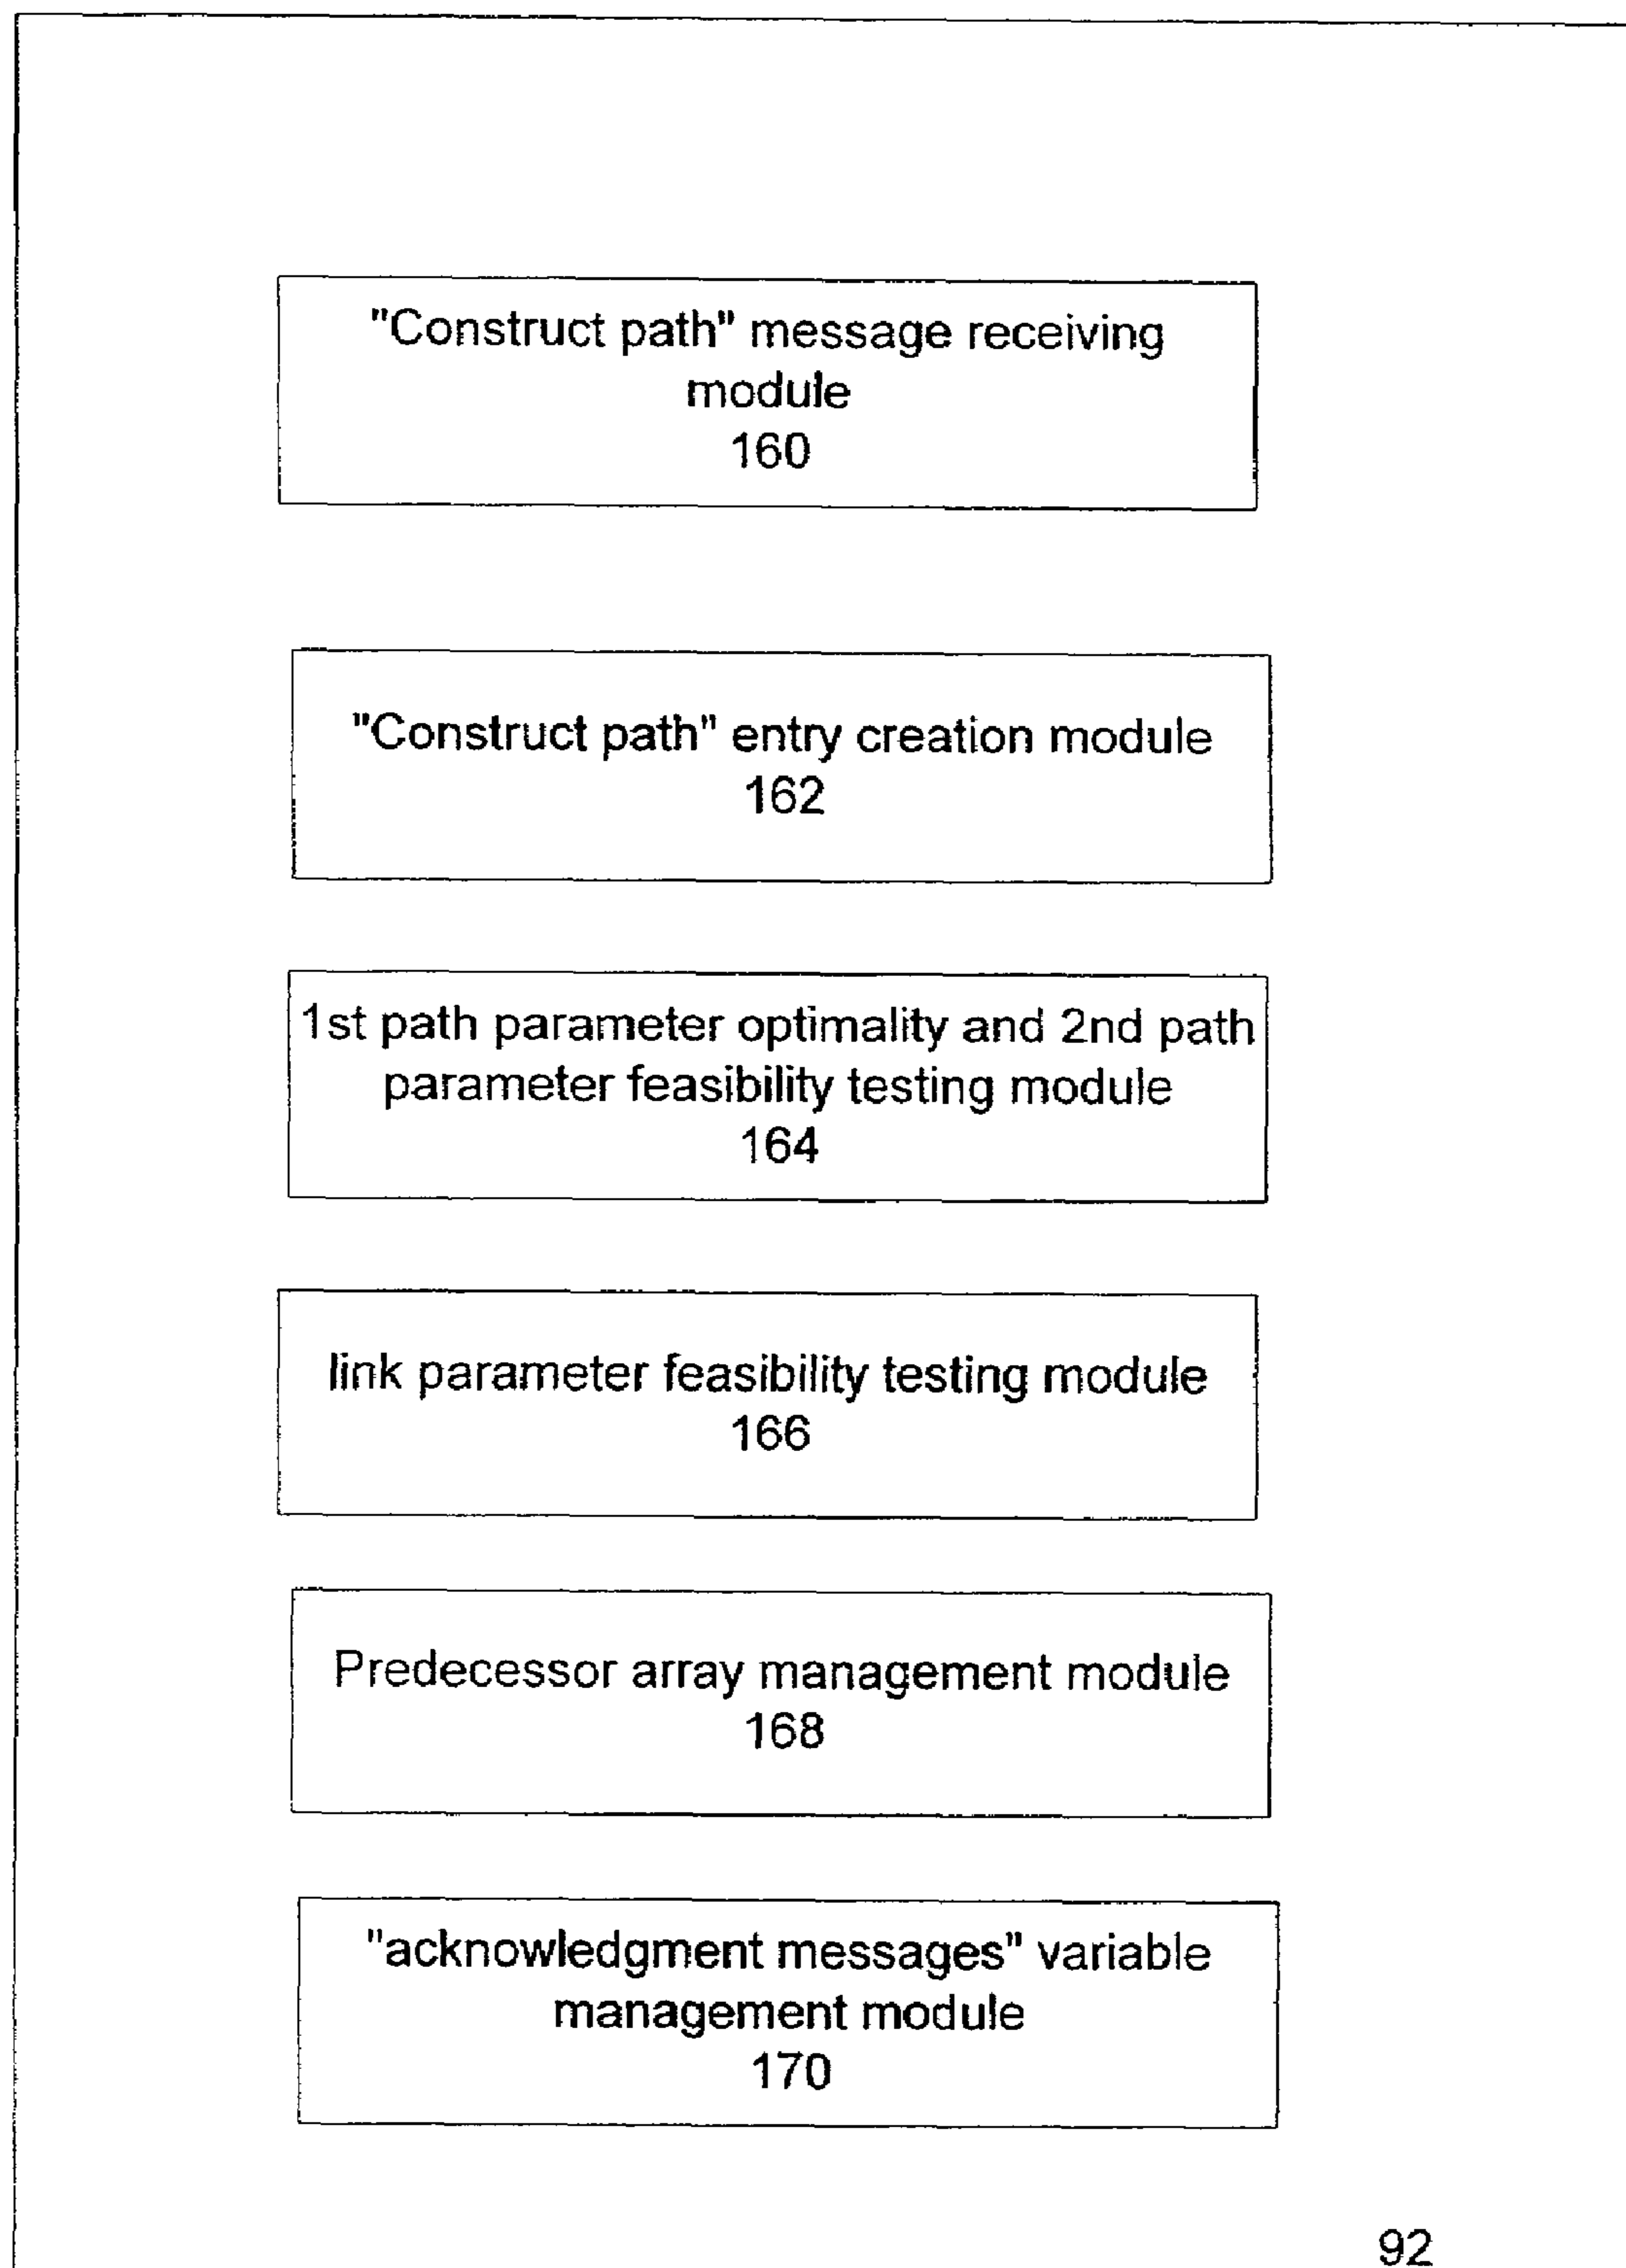 "Construct path" message receiving
module
160
"Construct path" entry creation module
162
1st path parameter optimality and 2nd path
parameter feasibility testing module
164
link parameter feasibility testing module
166
Predecessor array management module
168
"acknowledgment messages" variable
management module
170
92